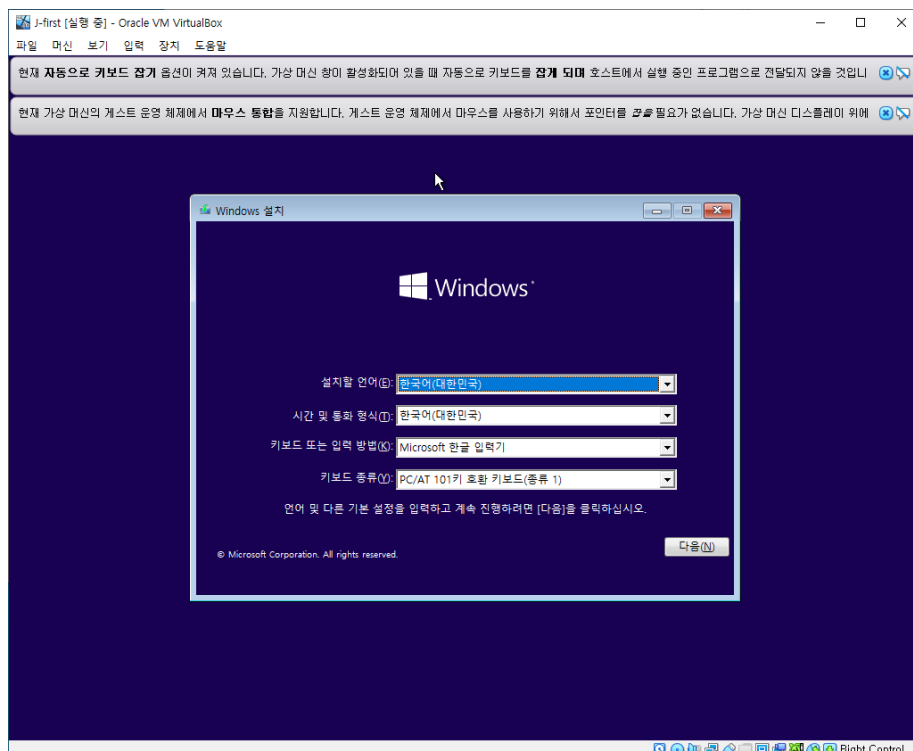 J-first [실행 중] - Oracle VM VirtualBox
파일 머신 보기 입력 장치 도움말
현재 자동으로 키보드 잡기 옵션이 켜져 있습니다. 가상 머신 창이 활성화되어 있을 때 자동으로 키보드를 잡게 되며 호스트에서 실행 중인 프로그램으로 전달되지 않을 것입니
현재 가상 머신의 게스트 운영 체제에서 마우스 통합을 지원합니다. 게스트 운영 체제에서 마우스를 사용하기 위해서 포인터를 잡을 필요가 없습니다. 가상 머신 디스플레이 위에
Windows 설치
Windows
설치할 언어(E): 한국어(대한민국)
시간 및 통화 형식(T): 한국어(대한민국)
키보드 또는 입력 방법(K): Microsoft 한글 입력기
키보드 종류(Y): PC/AT 101키 호환 키보드(종류 1)
언어 및 다른 기본 설정을 입력하고 계속 진행하려면 [다음]을 클릭하십시오.
다음(N)
© Microsoft Corporation. All rights reserved.
Right Control